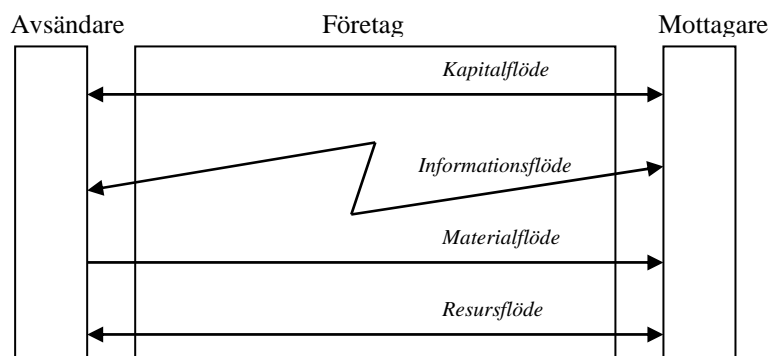 Avsändare Företag Mottagare
Kapitalflöde
Informationsflöde
Materialflöde
Resursflöde